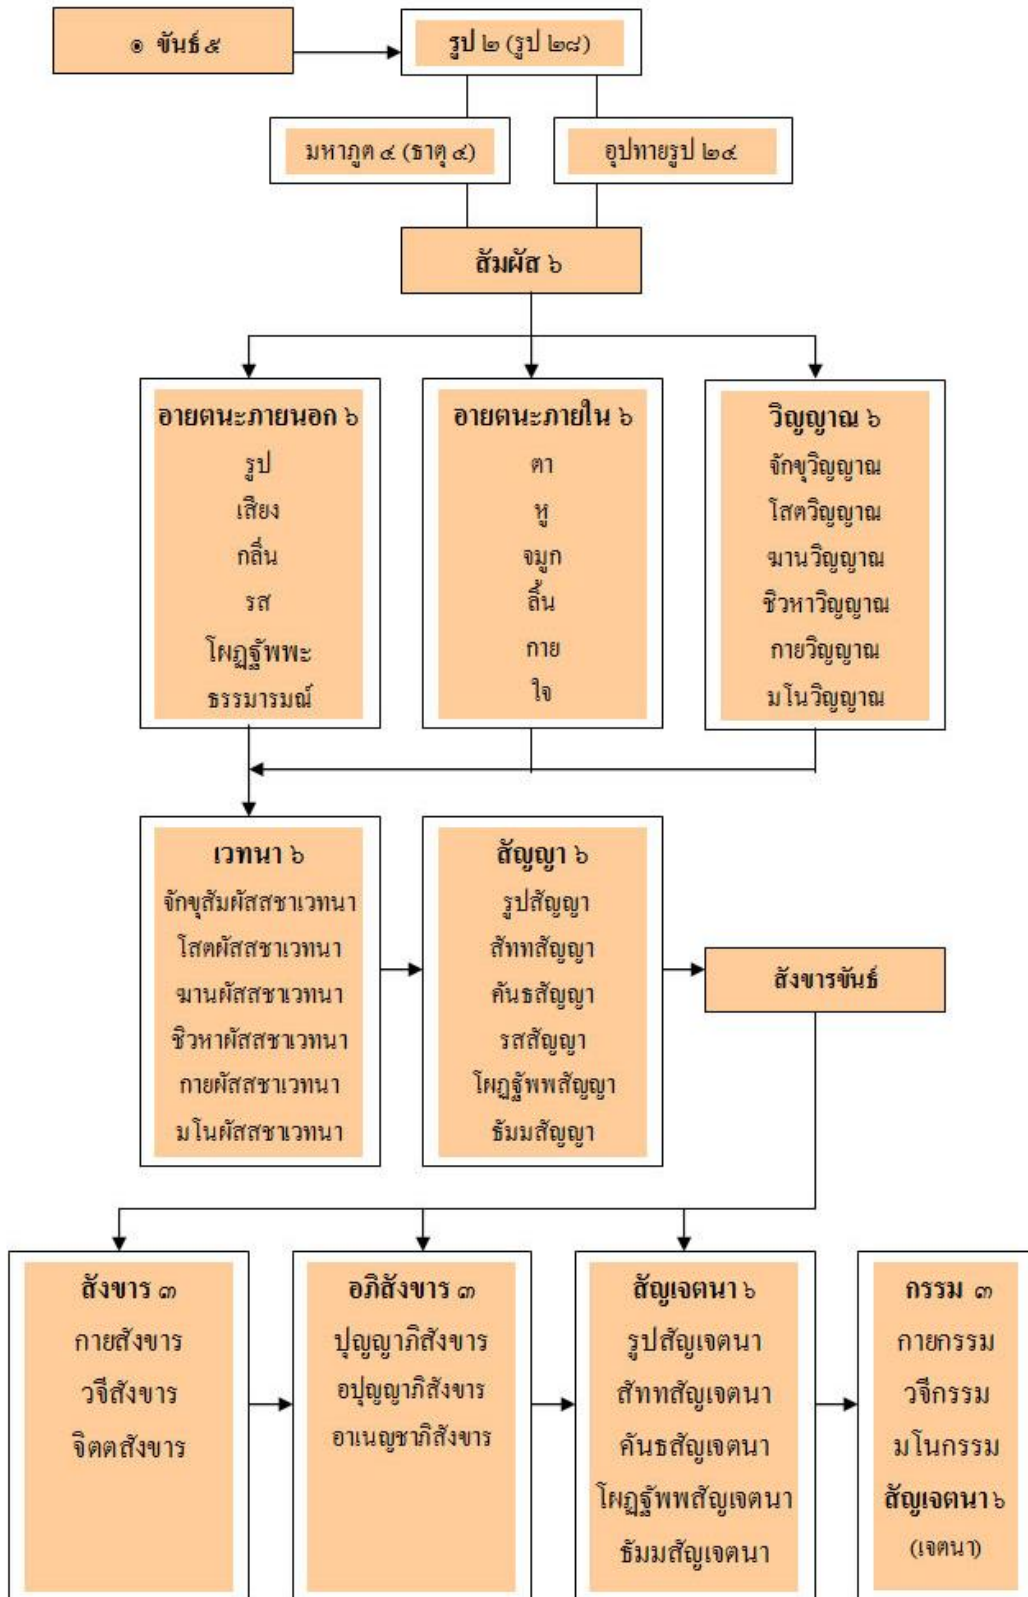 ๏ ขันธ์ ๕
รูป ๒ (รูป ๒๘)
มหาภูต ๔ (ธาตุ ๔)
อุปทายรูป ๒๔
สัมผัส ๖
อายตนะภายนอก ๖
รูป
เสียง
กลิ่น
รส
โผฏฐัพพะ
ธรรมารมณ์
อายตนะภายใน ๖
ตา
หู
จมูก
ลิ้น
กาย
ใจ
วิญญาณ ๖
จักขุวิญญาณ
โสตวิญญาณ
ฆานวิญญาณ
ชิวหาวิญญาณ
กายวิญญาณ
มโนวิญญาณ
เวทนา ๖
จักขุสัมผัสสชาเวทนา
โสตผัสสชาเวทนา
ฆานผัสสชาเวทนา
ชิวหาผัสสชาเวทนา
กายผัสสชาเวทนา
มโนผัสสชาเวทนา
สัญญา ๖
รูปสัญญา
สัททสัญญา
คันธสัญญา
รสสัญญา
โผฏฐัพพสัญญา
ธัมมสัญญา
สังขารขันธ์
สังขาร ๓
กายสังขาร
วจีสังขาร
จิตตสังขาร
อภิสังขาร ๓
ปุญญาภิสังขาร
อปุญญาภิสังขาร
อาเนญชาภิสังขาร
สัญเจตนา ๖
รูปสัญเจตนา
สัททสัญเจตนา
คันธสัญเจตนา
โผฏฐัพพสัญเจตนา
ธัมมสัญเจตนา
กรรม ๓
กายกรรม
วจีกรรม
มโนกรรม
สัญเจตนา ๖
(เจตนา)